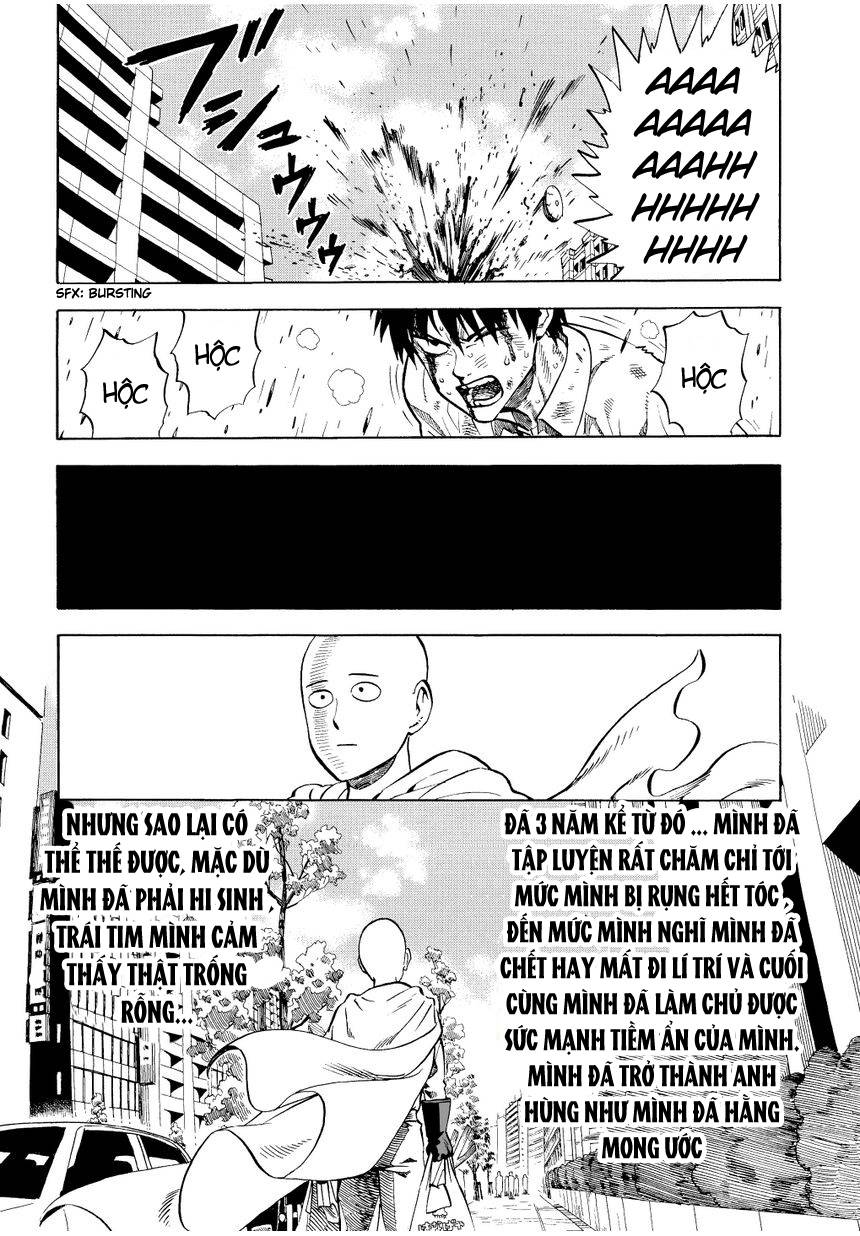 AAAA
AAAAA
AAAHH
HHHHH
HHHH
ブシュウウゥゥ
SFX: BURSTING
HỘC
HỘC
HỘC
ĐÃ 3 NĂM KỂ TỪ ĐÓ ... MÌNH ĐÃ
TẬP LUYỆN RẤT CHĂM CHỈ TỚI
MỨC MÌNH BỊ RỤNG HẾT TÓC,
ĐẾN MỨC MÌNH NGHĨ MÌNH ĐÃ
CHẾT HAY MẤT ĐI LÍ TRÍ VÀ CUỐI
CÙNG MÌNH ĐÃ LÀM CHỦ ĐƯỢC
SỨC MẠNH TIỀM ẨN CỦA MÌNH.
MÌNH ĐÃ TRỞ THÀNH ANH
HÙNG NHƯ MÌNH ĐÃ HẰNG
MONG ƯỚC
NHƯNG SAO LẠI CÓ
THỂ THẾ ĐƯỢC, MẶC DÙ
MÌNH ĐÃ PHẢI HI SINH,
TRÁI TIM MÌNH CẢM
THẤY THẬT TRỐNG
RỖNG...